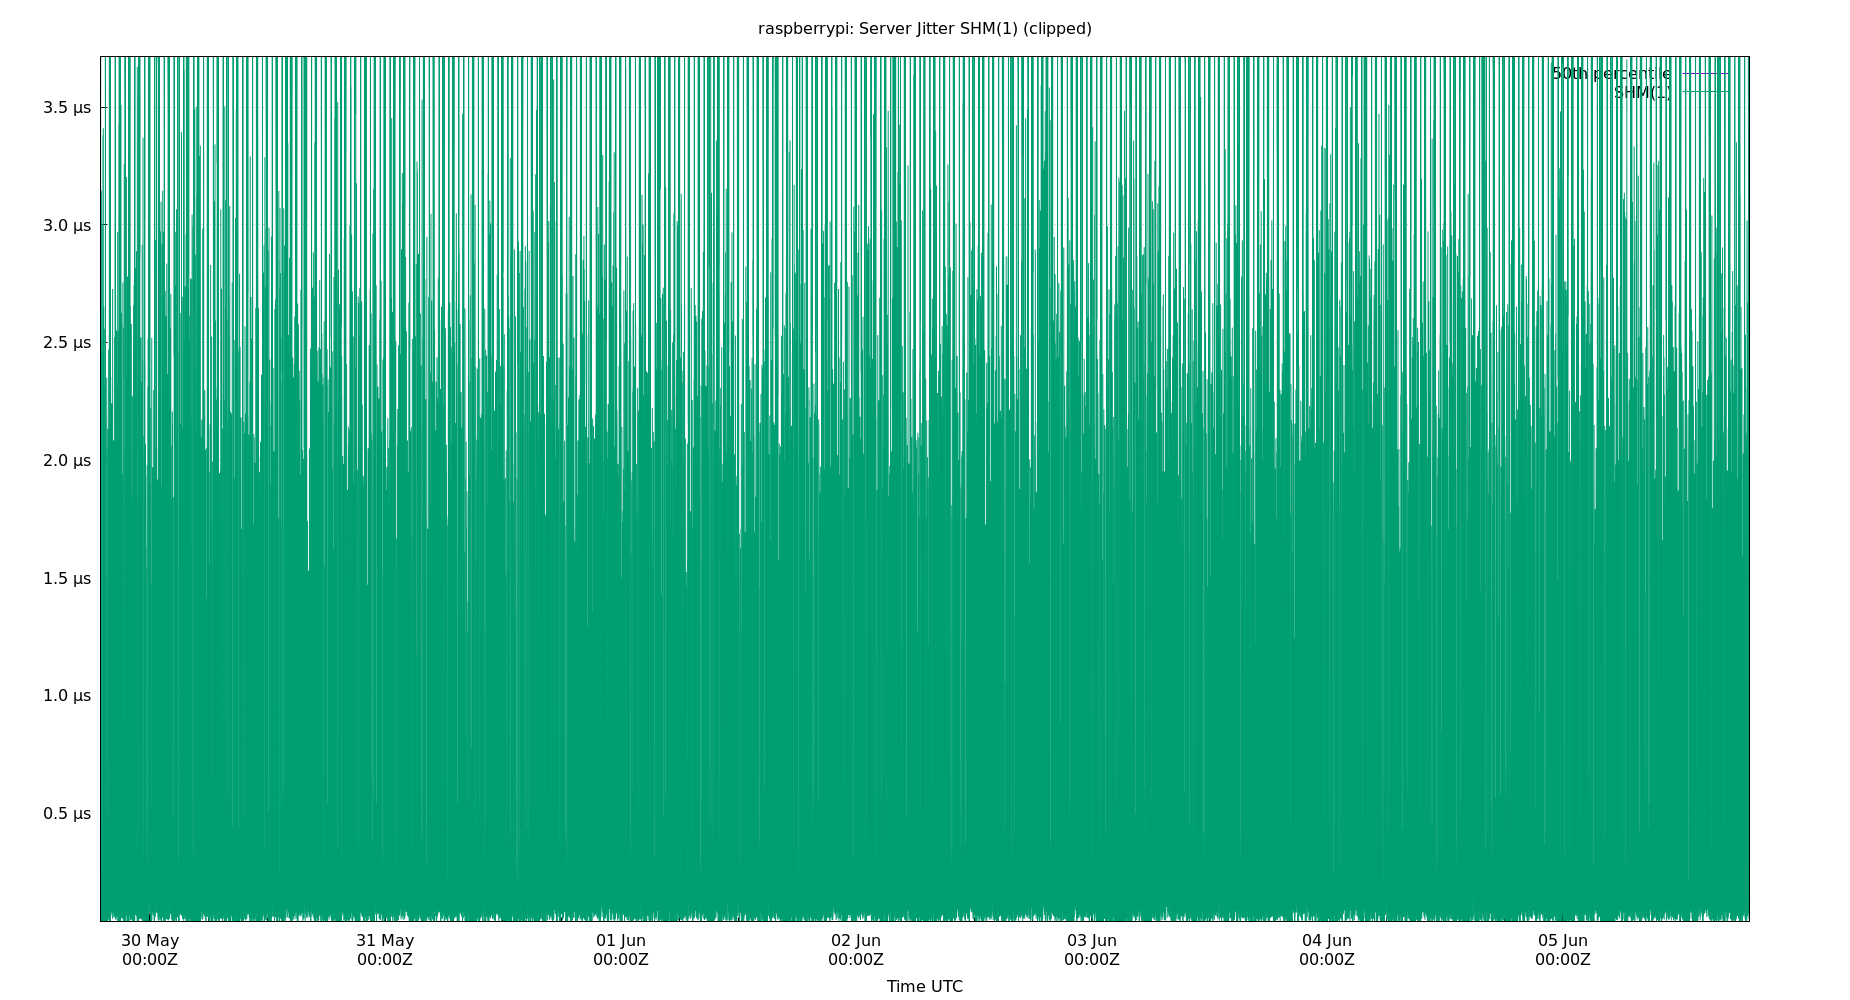 raspberrypi: Server Jitter SHM(1) (clipped)
50th percentile
SHM(1)
3.5 μs
3.0 μs
2.5 μs
2.0 μs
1.5 μs
1.0 μs
0.5 μs
30 May
00:00Z
31 May
00:00Z
01 Jun
00:00Z
02 Jun
00:00Z
03 Jun
00:00Z
04 Jun
00:00Z
05 Jun
00:00Z
Time UTC